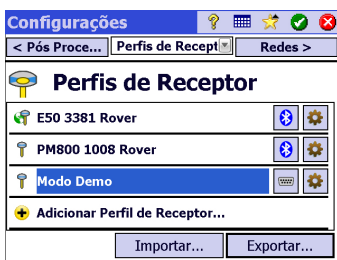 Configurações
< Pós Proce... Perfis de Recept Redes >
Perfis de Receptor
E50 3381 Rover
PM800 1008 Rover
Modo Demo
Adicionar Perfil de Receptor...
Importar... Exportar...